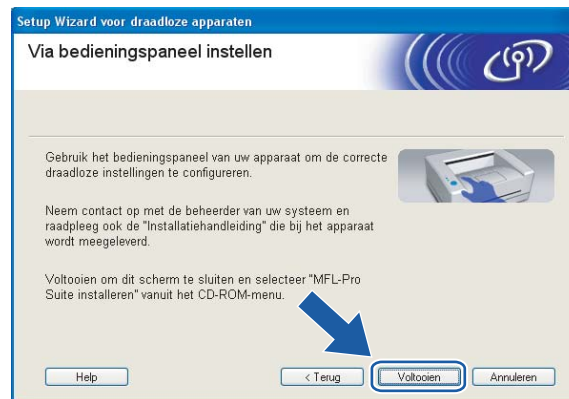 Setup Wizard voor draadloze apparaten
Via bedieningspaneel instellen
Gebruik het bedieningspaneel van uw apparaat om de correcte
draadloze instellingen te configureren.
Neem contact op met de beheerder van uw systeem en
raadpleeg ook de "Installatiehandleiding" die bij het apparaat
wordt meegeleverd.
Voltooien om dit scherm te sluiten en selecteer "MFL-Pro
Suite installeren" vanuit het CD-ROM-menu.
Help
< Terug
Voltooien
Annuleren